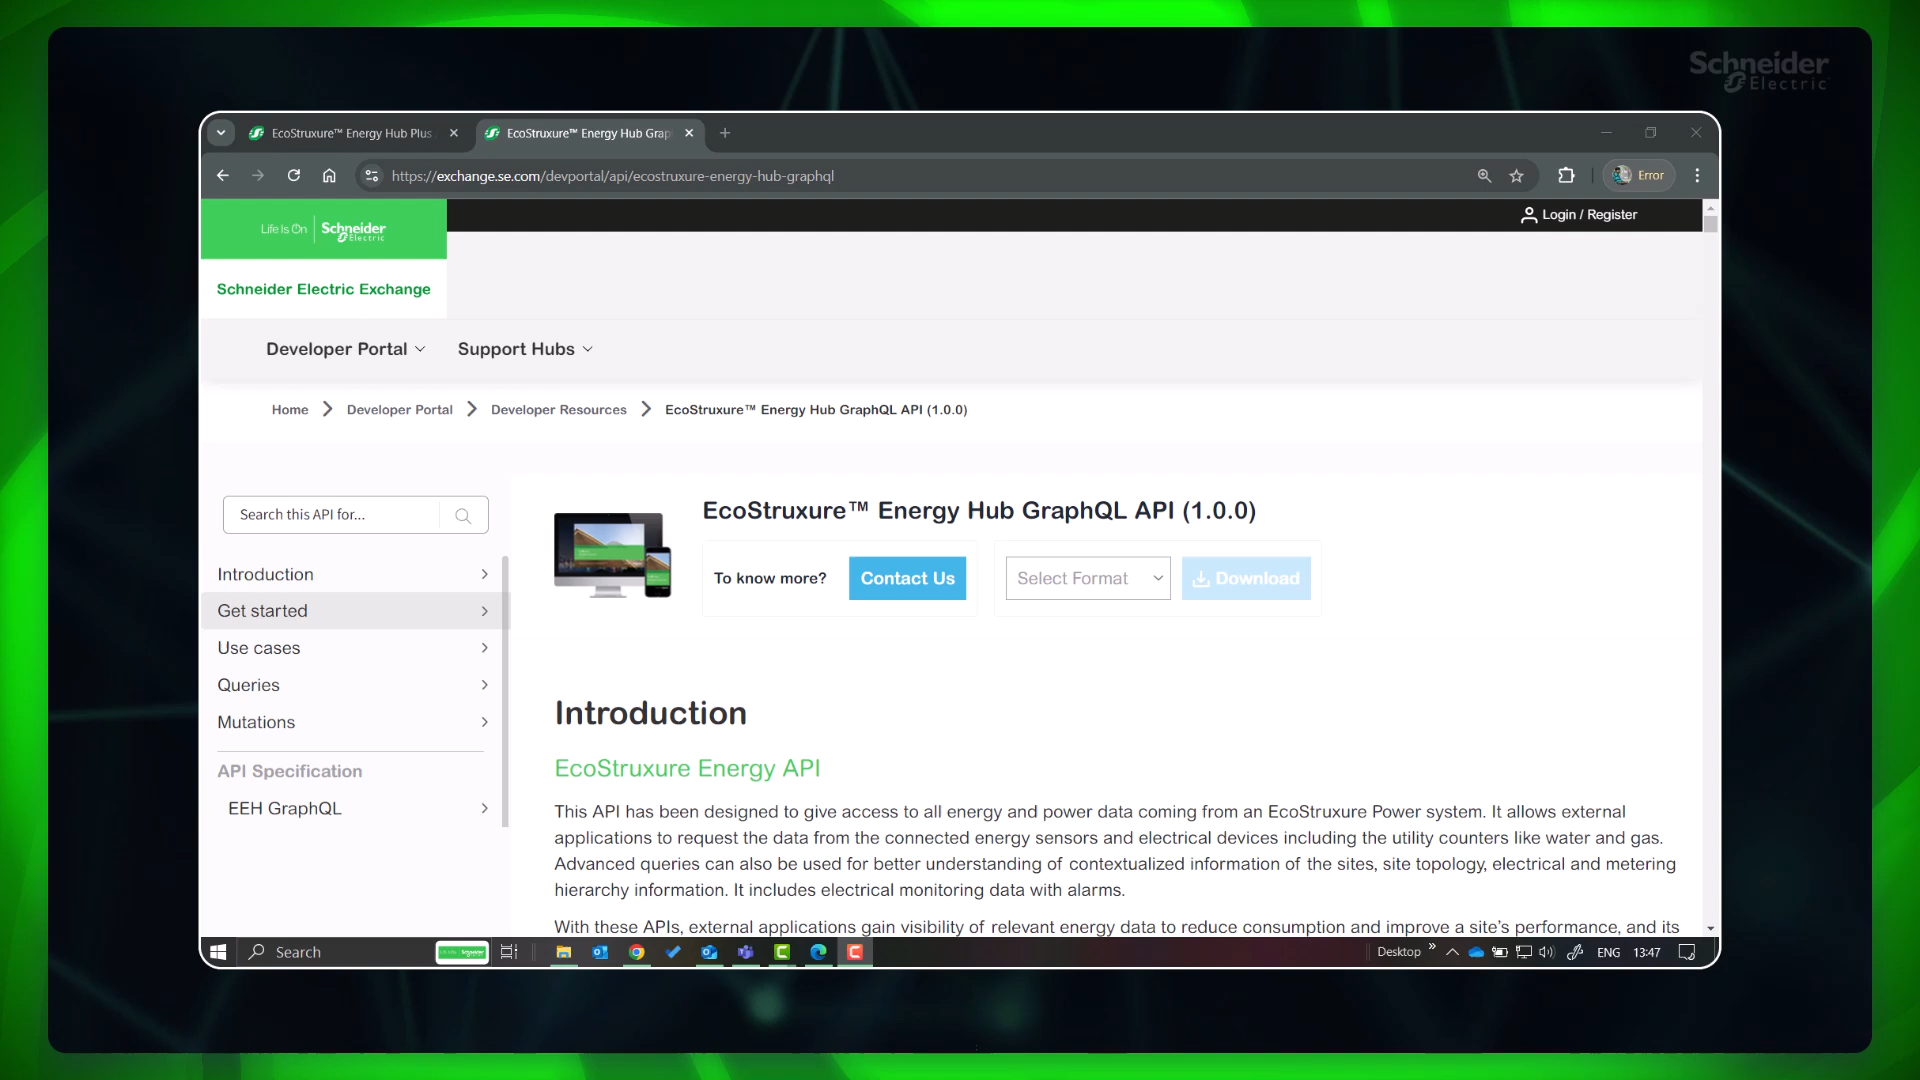 Schneider
Electric
EcoStruxure™ Energy Hub Plus
EcoStruxure™ Energy Hub Grap
https://exchange.se.com/devportal/api/ecostruxure-energy-hub-graphql
Error
Login / Register
Life Is On | Schneider
Electric
Schneider Electric Exchange
Developer Portal
Support Hubs
Home
Developer Portal
Developer Resources
EcoStruxure™ Energy Hub GraphQL API (1.0.0)
Search this API for...
Introduction
Get started
Use cases
Queries
Mutations
API Specification
EEH GraphQL
EcoStruxure™ Energy Hub GraphQL API (1.0.0)
To know more?
Contact Us
Select Format
Download
Introduction
EcoStruxure Energy API
This API has been designed to give access to all energy and power data coming from an EcoStruxure Power system. It allows external
applications to request the data from the connected energy sensors and electrical devices including the utility counters like water and gas.
Advanced queries can also be used for better understanding of contextualized information of the sites, site topology, electrical and metering
hierarchy information. It includes electrical monitoring data with alarms.
With these APIs, external applications gain visibility of relevant energy data to reduce consumption and improve a site's performance, and its
Search
Desktop
ENG
13:47